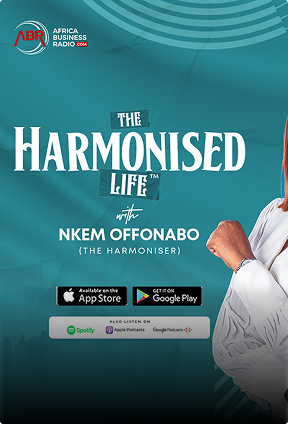 ABR
AFRICA
BUSINESS
RADIO.COM
THE
HARMONISED
LIFE™
with
NKEM OFFONABO
(THE HARMONISER)
Available on the
App Store
GET IT ON
Google Play
ALSO LISTEN ON
Spotify
Apple Podcasts
Google Podcasts